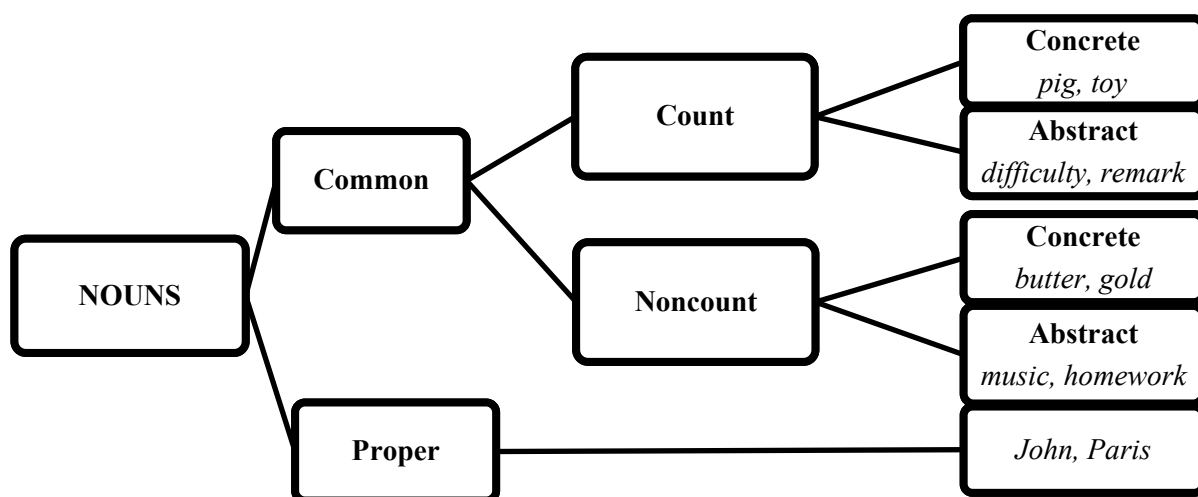 Concrete
pig, toy
Count
Abstract
difficulty, remark
Common
Concrete
butter, gold
NOUNS
Noncount
Abstract
music, homework
Proper
John, Paris